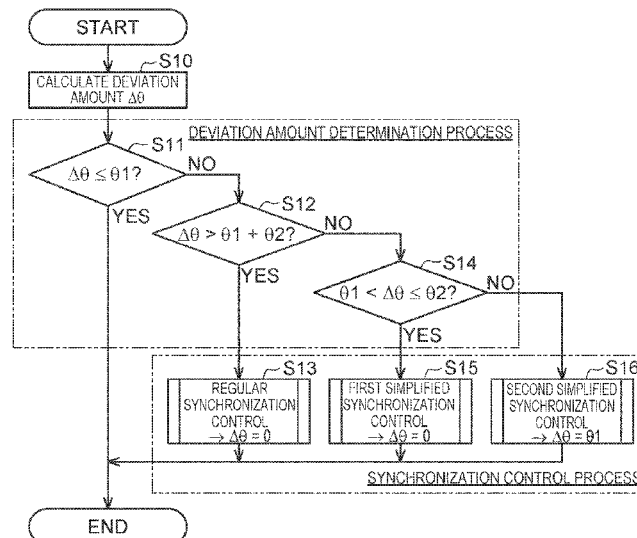 START
S10
CALCULATE DEVIATION
AMOUNT Δθ
DEVIATION AMOUNT DETERMINATION PROCESS
S11
Δθ ≤ θ1?
NO
YES
S12
Δθ > θ1 + θ2?
NO
YES
S14
θ1 < Δθ ≤ θ2?
NO
YES
S13
REGULAR
SYNCHRONIZATION
CONTROL
→ Δθ = 0
S15
FIRST SIMPLIFIED
SYNCHRONIZATION
CONTROL
→ Δθ = 0
S16
SECOND SIMPLIFIED
SYNCHRONIZATION
CONTROL
→ Δθ = θ1
SYNCHRONIZATION CONTROL PROCESS
END